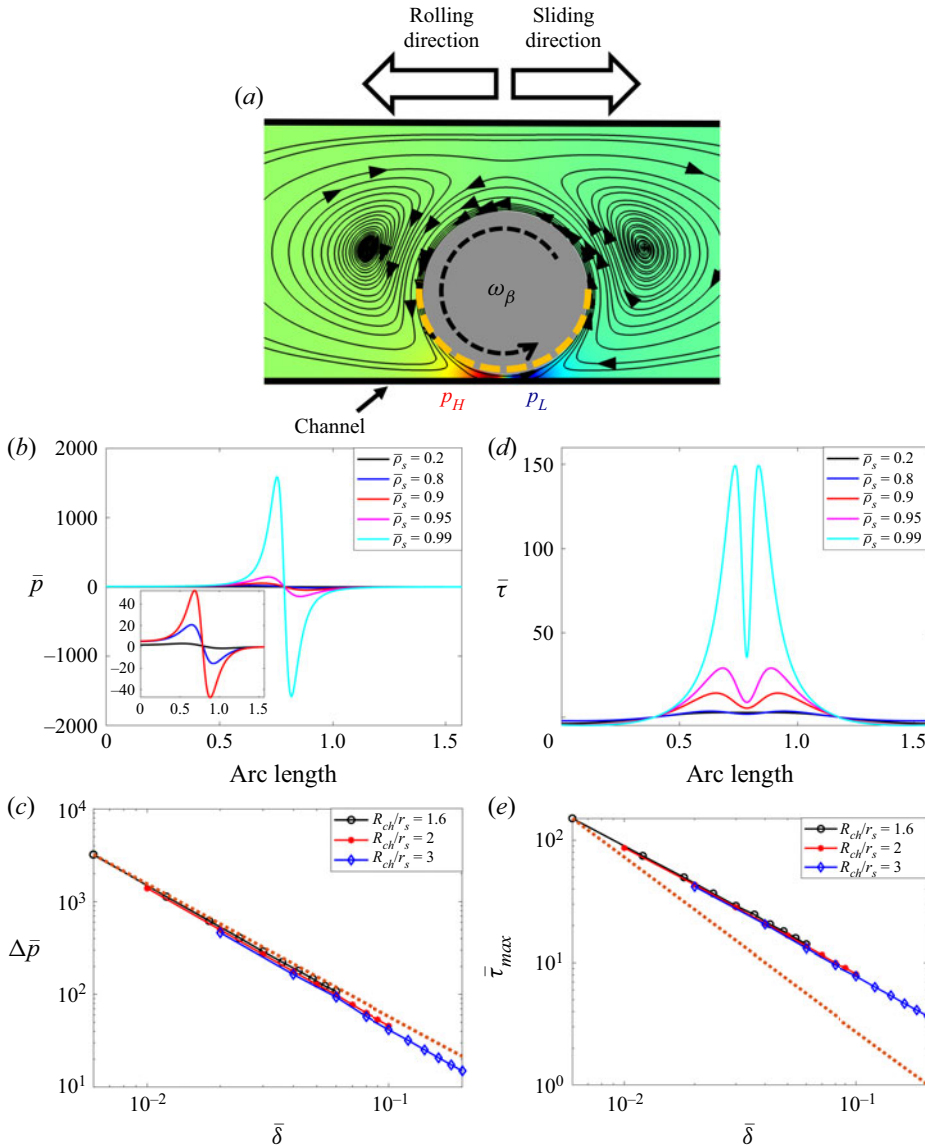 Rolling
direction
Sliding
direction
(a)
ω_β
p_H
p_L
Channel
(b)
2000
1000
0
−1000
−2000
p̄
ρ̄_s = 0.2
ρ̄_s = 0.8
ρ̄_s = 0.9
ρ̄_s = 0.95
ρ̄_s = 0.99
40
20
0
−20
−40
0 0.5 1.0 1.5
0 0.5 1.0 1.5
Arc length
(d)
150
100
50
τ̄
ρ̄_s = 0.2
ρ̄_s = 0.8
ρ̄_s = 0.9
ρ̄_s = 0.95
ρ̄_s = 0.99
0 0.5 1.0 1.5
Arc length
(c)
10^4
10^3
10^2
10^1
Δp̄
R_ch/r_s = 1.6
R_ch/r_s = 2
R_ch/r_s = 3
10^−2 10^−1
δ̄
(e)
10^2
10^1
10^0
τ̄_max
R_ch/r_s = 1.6
R_ch/r_s = 2
R_ch/r_s = 3
10^−2 10^−1
δ̄